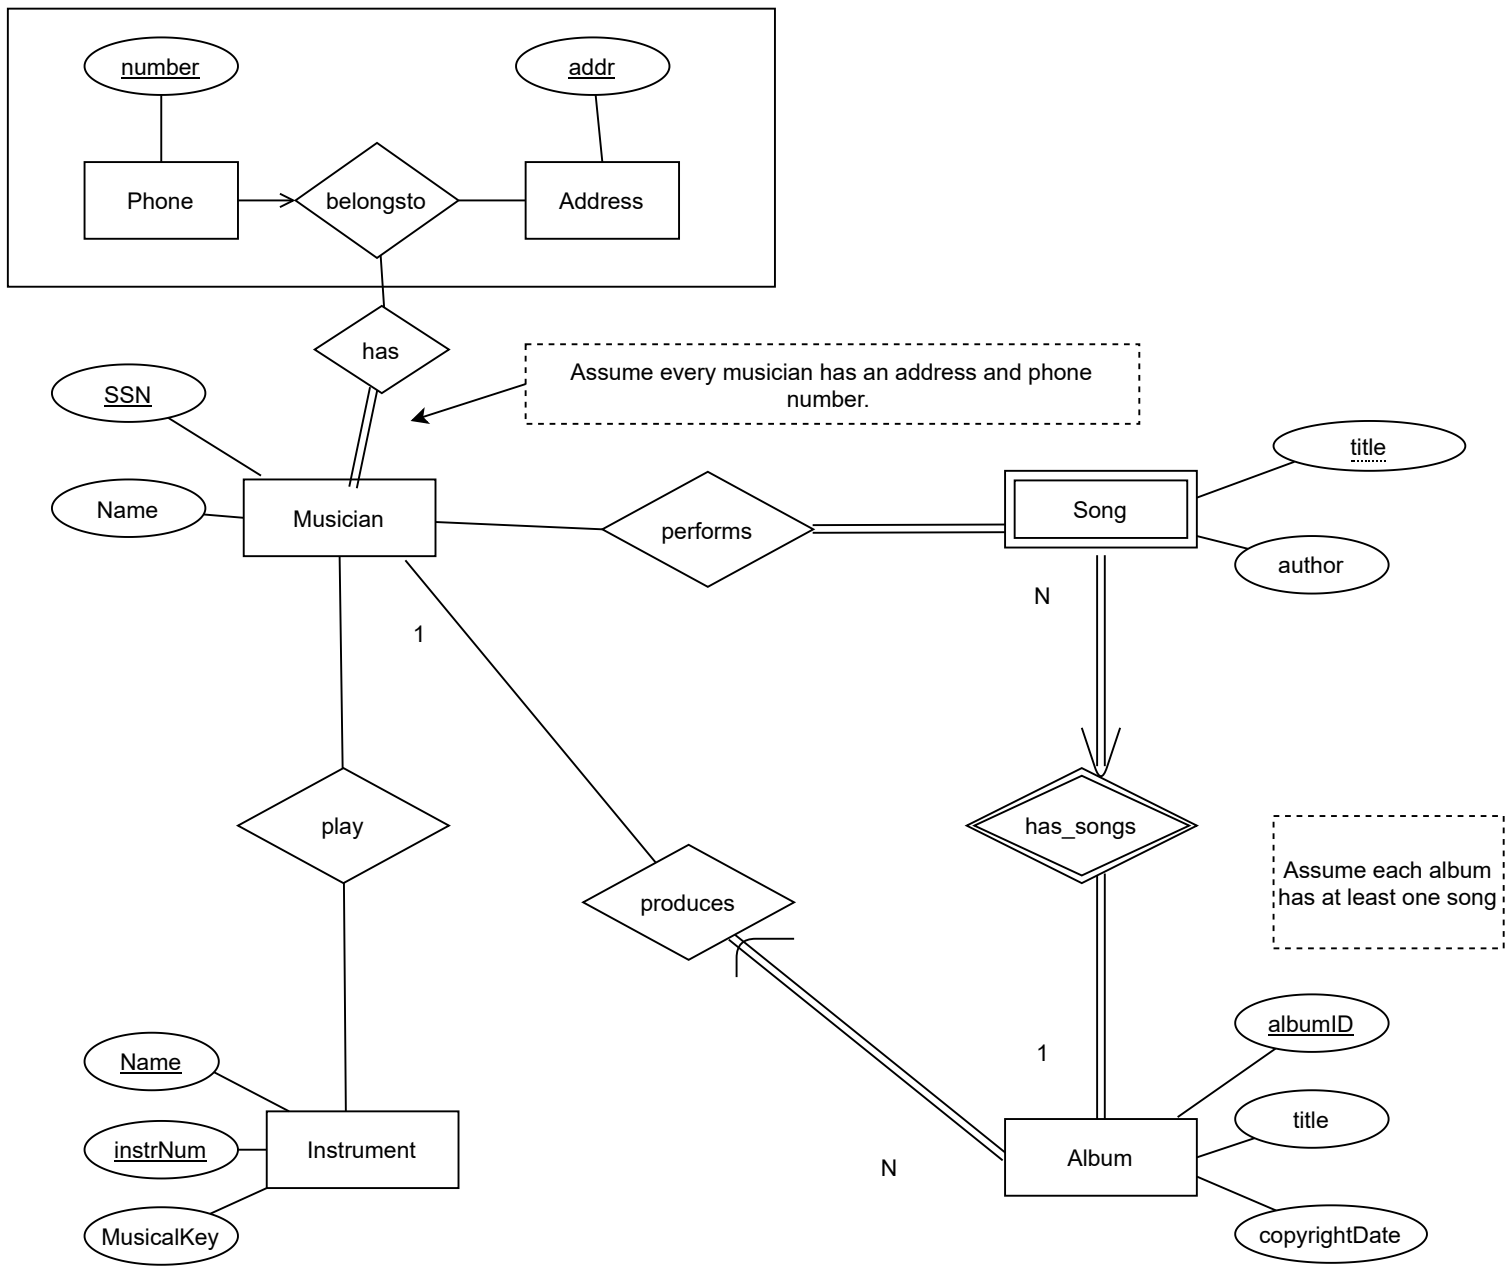 number
addr
Phone
belongsto
Address
has
Assume every musician has an address and phone
number.
SSN
Name
Musician
performs
Song
title
author
N
1
play
produces
has_songs
Assume each album
has at least one song
Name
instrNum
MusicalKey
Instrument
N
1
Album
albumID
title
copyrightDate